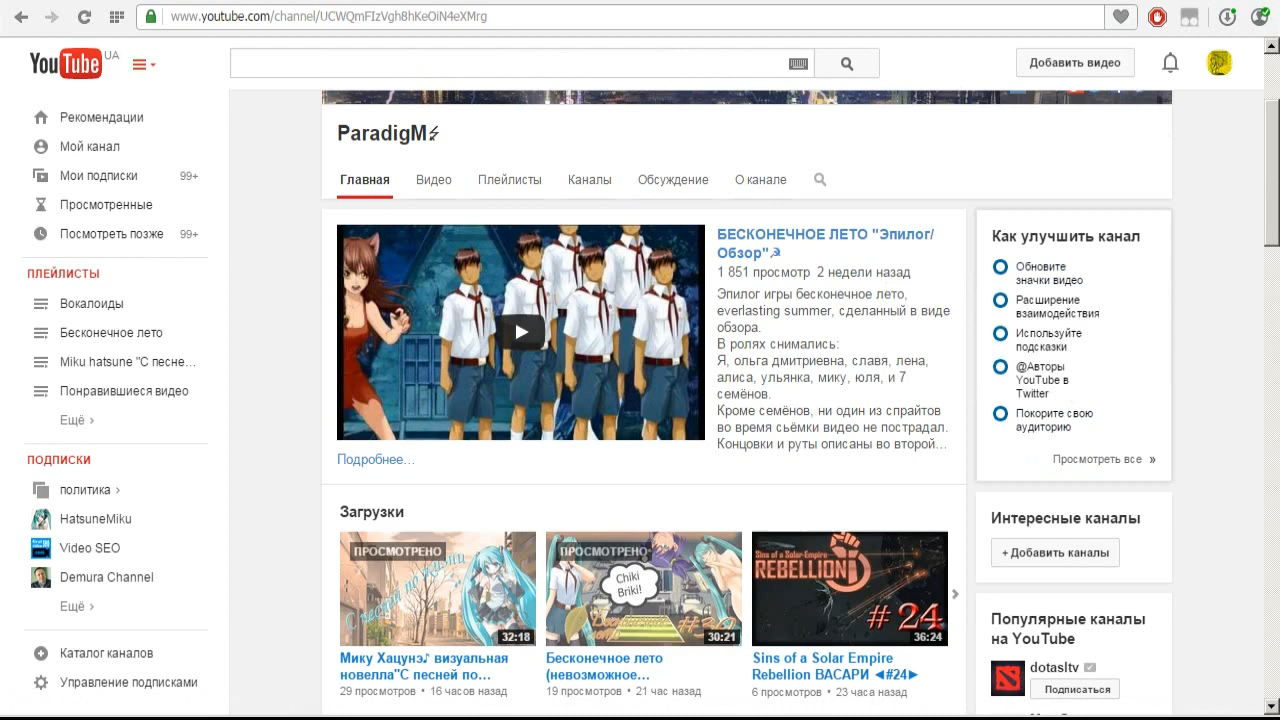 www.youtube.com/channel/UCWQmFIzVgh8hKeOiN4eXMrg
YouTube UA
Добавить видео
Рекомендации
Мой канал
Мои подписки 99+
Просмотренные
Посмотреть позже 99+
ПЛЕЙЛИСТЫ
Вокалоиды
Бесконечное лето
Miku hatsune "С песне...
Понравившиеся видео
Ещё ›
ПОДПИСКИ
политика ›
HatsuneMiku
Video SEO
Demura Channel
Ещё ›
Каталог каналов
Управление подписками
ParadigM⚡
Главная Видео Плейлисты Каналы Обсуждение О канале
БЕСКОНЕЧНОЕ ЛЕТО "Эпилог/
Обзор"☭
1 851 просмотр 2 недели назад
Эпилог игры бесконечное лето,
everlasting summer, сделанный в виде
обзора.
В ролях снимались:
Я, ольга дмитриевна, славя, лена,
алиса, ульянка, мику, юля, и 7
семёнов.
Кроме семёнов, ни один из спрайтов
во время сьёмки видео не пострадал.
Концовки и руты описаны во второй...
Подробнее...
Загрузки
ПРОСМОТРЕНО
С песней по жизни
32:18
Мику Хацунэ♪ визуальная
новелла"С песней по...
29 просмотров • 16 часов назад
ПРОСМОТРЕНО
Chiki
Briki!
30:21
Бесконечное лето
(невозможное...
19 просмотров • 21 час назад
Sins of a Solar Empire
REBELLION
# 24
36:24
Sins of a Solar Empire
Rebellion ВАСАРИ ◄#24►
6 просмотров • 23 часа назад
Как улучшить канал
Обновите
значки видео
Расширение
взаимодействия
Используйте
подсказки
@Авторы
YouTube в
Twitter
Покорите свою
аудиторию
Просмотреть все »
Интересные каналы
+ Добавить каналы
Популярные каналы
на YouTube
dotasltv
Подписаться